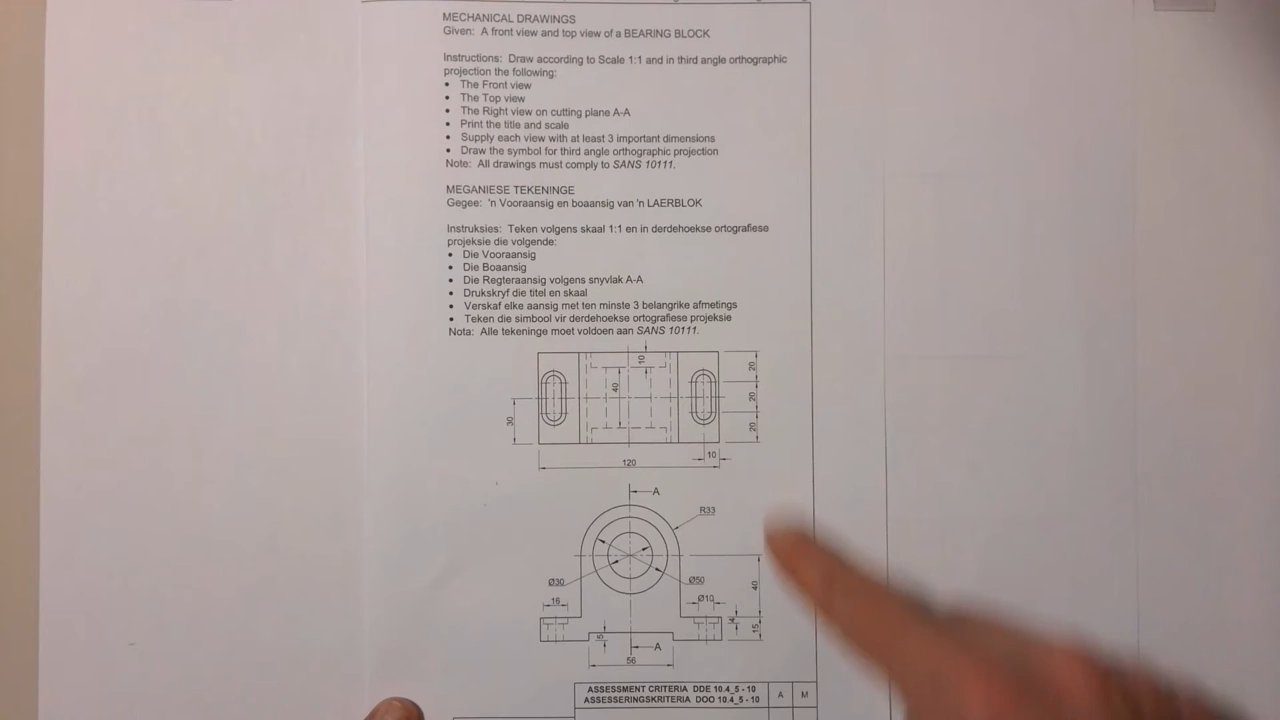 MECHANICAL DRAWINGS
Given: A front view and top view of a BEARING BLOCK
Instructions: Draw according to Scale 1:1 and in third angle orthographic
projection the following:
• The Front view
• The Top view
• The Right view on cutting plane A-A
• Print the title and scale
• Supply each view with at least 3 important dimensions
• Draw the symbol for third angle orthographic projection
Note: All drawings must comply to SANS 10111.
MEGANIESE TEKENINGE
Gegee: 'n Vooraansig en boaansig van 'n LAERBLOK
Instruksies: Teken volgens skaal 1:1 en in derdehoekse ortografiese
projeksie die volgende:
• Die Vooraansig
• Die Boaansig
• Die Regteraansig volgens snyvlak A-A
• Drukskryf die titel en skaal
• Verskaf elke aansig met ten minste 3 belangrike afmetings
• Teken die simbool vir derdehoekse ortografiese projeksie
Nota: Alle tekeninge moet voldoen aan SANS 10111.
10
20
40
20
30
20
10
120
A
R33
Ø30
Ø50
40
16
Ø10
4
15
5
A
56
ASSESSMENT CRITERIA DDE 10.4_5 - 10
ASSESSERINGSKRITERIA DOO 10.4_5 - 10
A M